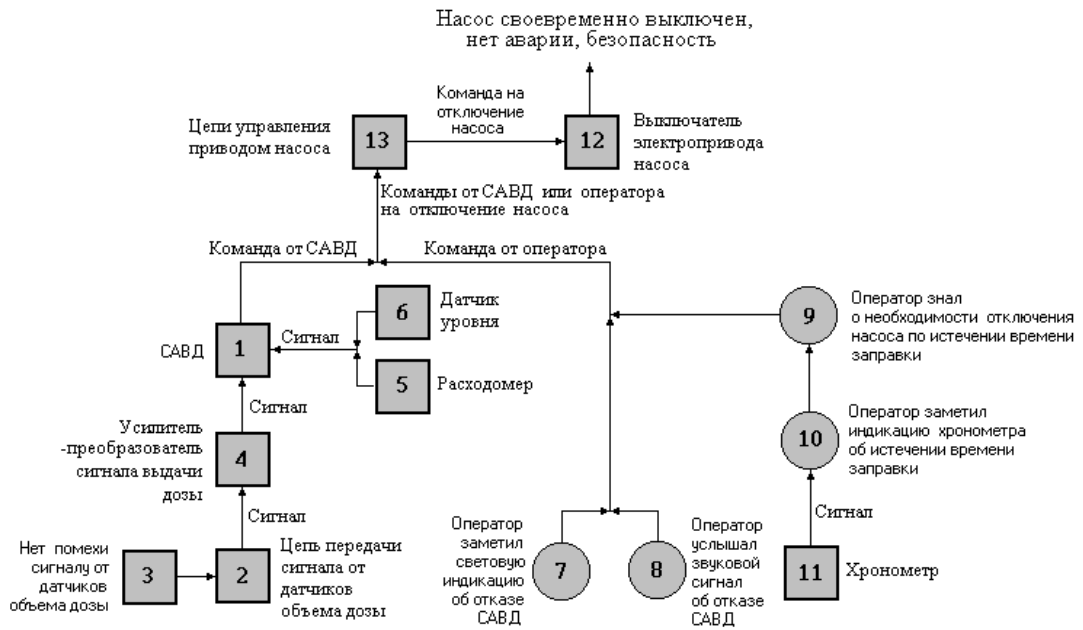 Насос своевременно выключен,
нет аварии, безопасность
Команда на
отключение
насоса
Цепи управления
приводом насоса
13
12
Выключатель
электропривода
насоса
Команды от САВД или оператора
на отключение насоса
Команда от САВД
Команда от оператора
6
Датчик
уровня
9
Оператор знал
о необходимости отключения
насоса по истечении времени
заправки
САВД
1
Сигнал
5
Расходомер
Сигнал
Усилитель
-преобразователь
сигнала выдачи
дозы
4
10
Оператор заметил
индикацию хронометра
об истечении времени
заправки
Сигнал
Сигнал
Нет помехи
сигналу от
датчиков
объема дозы
3
2
Цепь передачи
сигнала от
датчиков
объема дозы
Оператор
заметил
световую
индикацию
об отказе
САВД
7
8
Оператор
услышал
звуковой
сигнал
об отказе
САВД
11
Хронометр